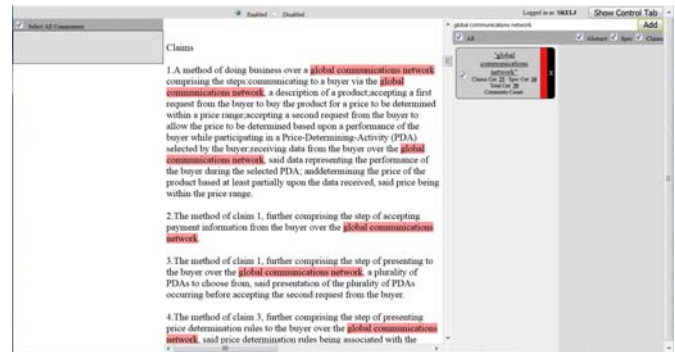 Enabled Disabled
Logged in as: SKELJ Show Control Tab
Select All Comments
global communications network Add
All Abstract Spec Claims
Claims
"global
communications
network"
1.A method of doing business over a global communications network
comprising the steps:communicating to a buyer via the global
communications network, a description of a product;accepting a first
request from the buyer to buy the product for a price to be determined
within a price range;accepting a second request from the buyer to
allow the price to be determined based upon a performance of the
buyer while participating in a Price-Determining-Activity (PDA)
selected by the buyer;receiving data from the buyer over the global
communications network, said data representing the performance of
the buyer during the selected PDA; anddetermining the price of the
product based at least partially upon the data received, said price being
within the price range.
2.The method of claim 1, further comprising the step of accepting
payment information from the buyer over the global communications
network.
3.The method of claim 1, further comprising the step of presenting to
the buyer over the global communications network, a plurality of
PDAs to choose from, said presentation of the plurality of PDAs
occurring before accepting the second request from the buyer.
4.The method of claim 3, further comprising the step of presenting
price determination rules to the buyer over the global communications
network, said price determination rules being associated with the